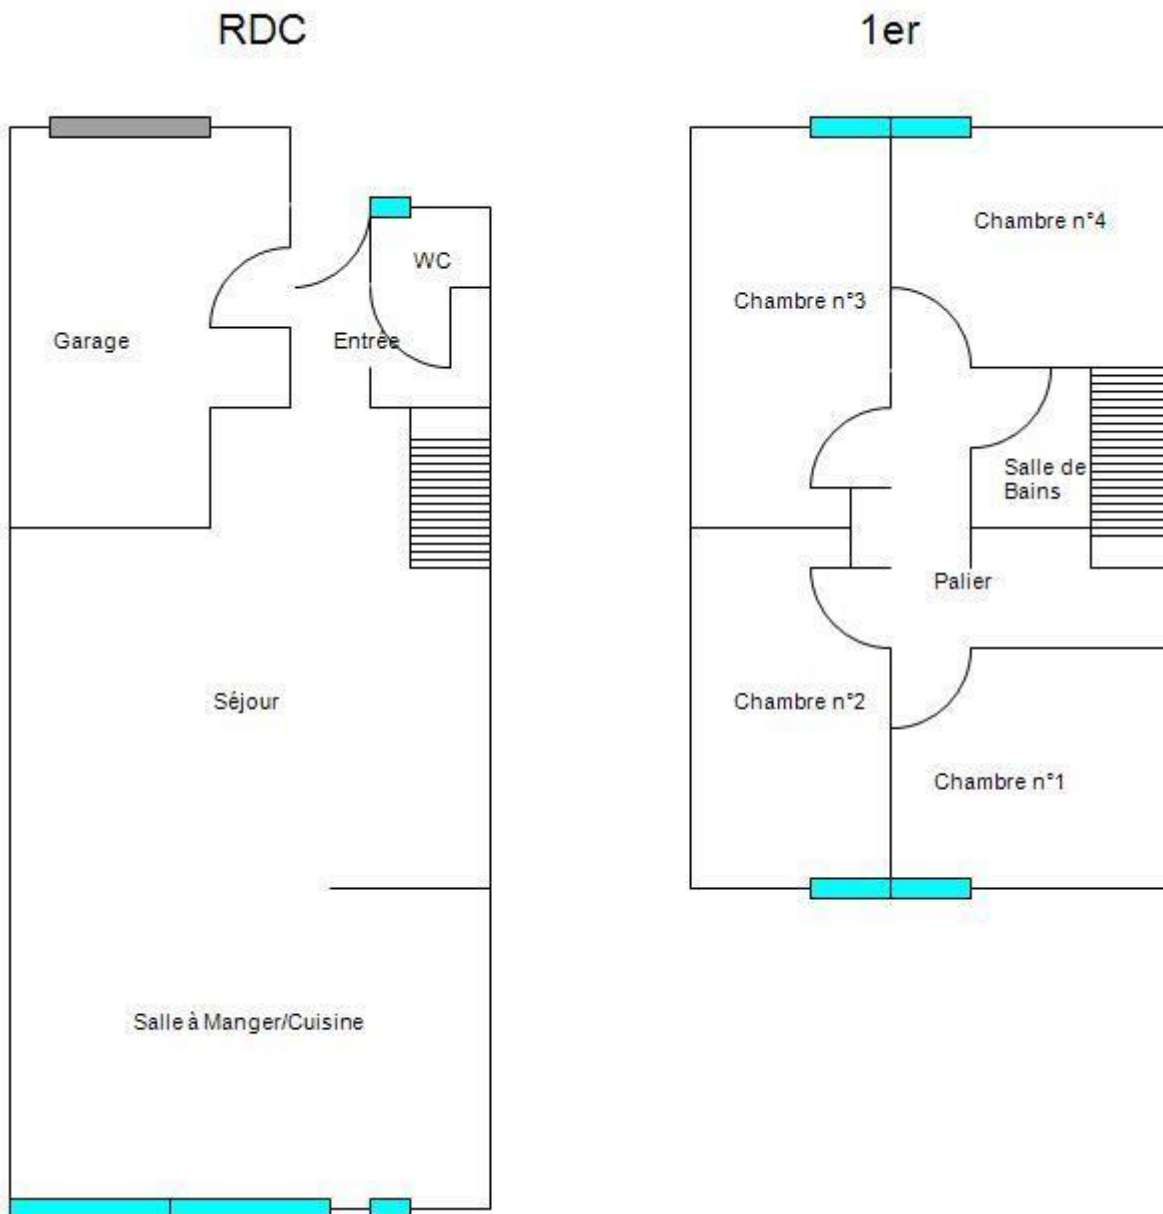 RDC
WC
Garage
Entrée
Séjour
Salle à Manger/Cuisine
1er
Chambre n°4
Chambre n°3
Salle de
Bains
Palier
Chambre n°2
Chambre n°1